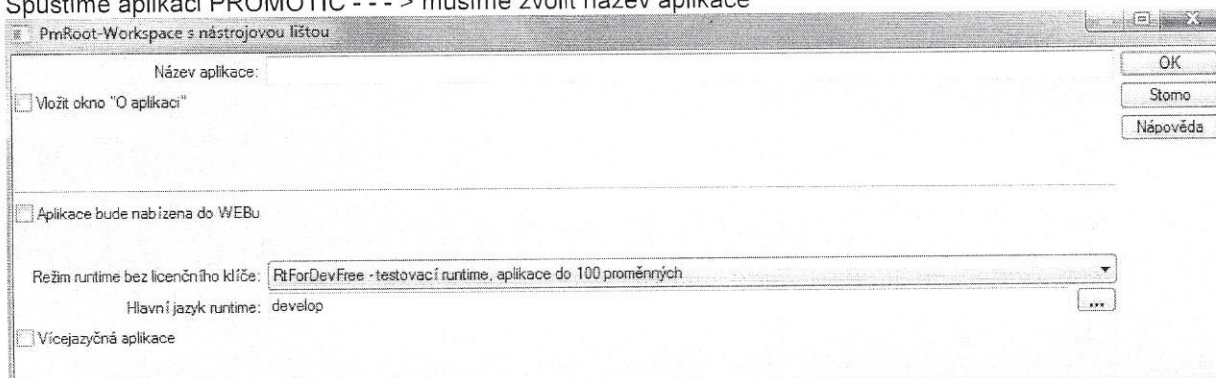 Spustíme aplikaci PROMOTIC - - - > musíme zvolit název aplikace
PmRoot-Workspace s nástrojovou lištou
Název aplikace:
OK
Vložit okno "O aplikaci"
Storno
Nápověda
Aplikace bude nabízena do WEBu
Režim runtime bez licenčního klíče: RtForDevFree - testovací runtime, aplikace do 100 proměnných
Hlavní jazyk runtime: develop ...
Vícejazyčná aplikace